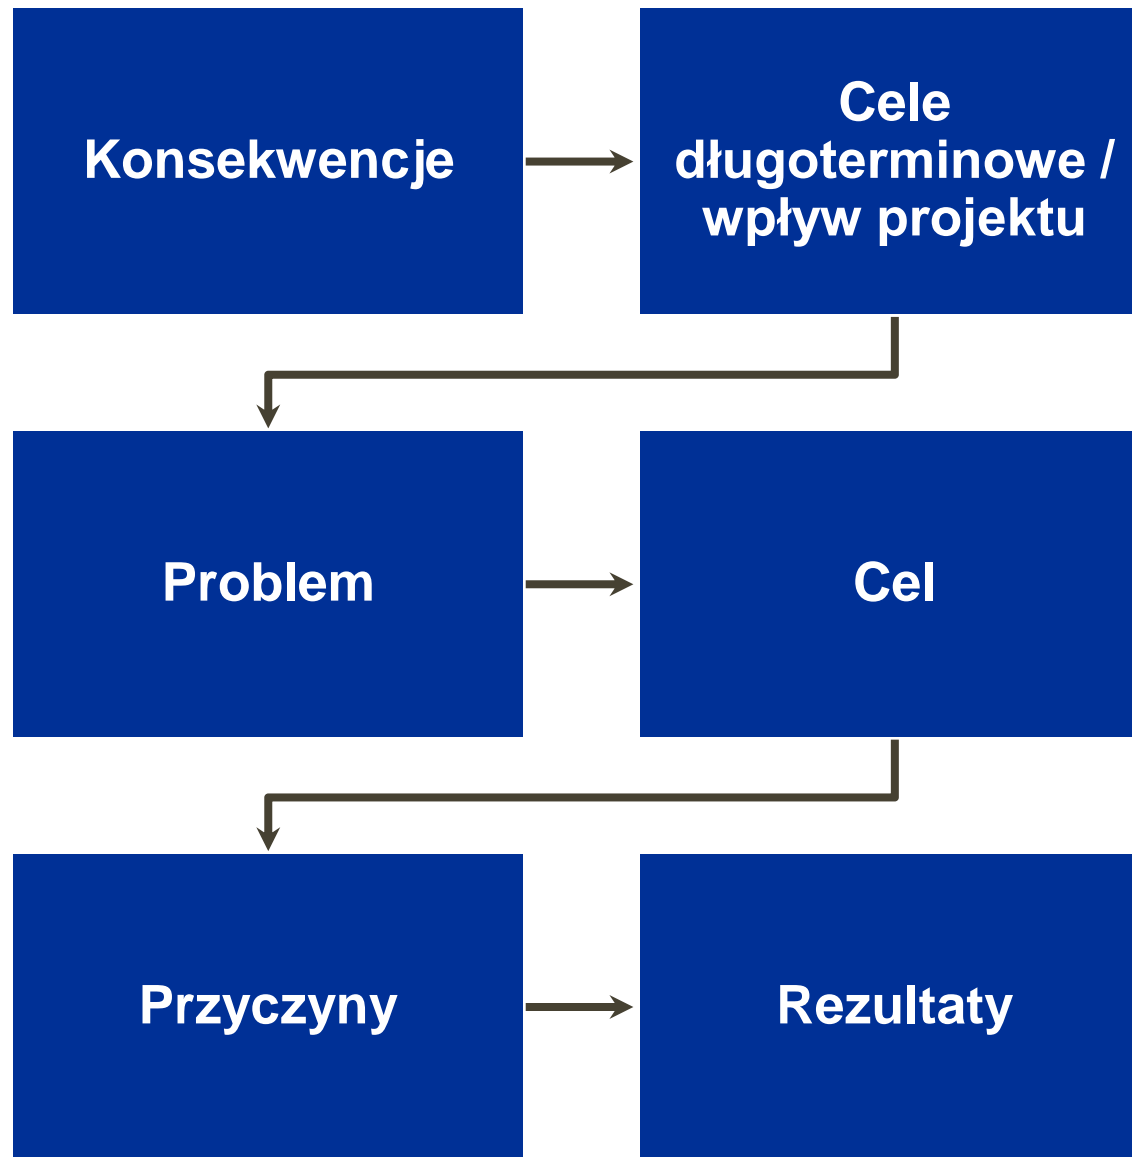 Konsekwencje
Cele
długoterminowe /
wpływ projektu
Problem
Cel
Przyczyny
Rezultaty